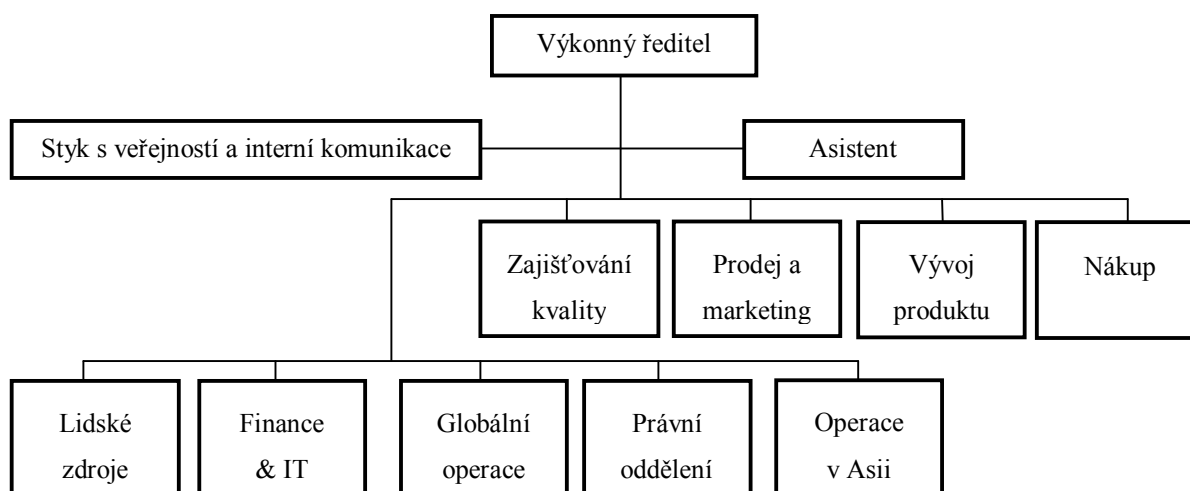 Výkonný ředitel
Styk s veřejností a interní komunikace
Asistent
Zajišťování
kvality
Prodej a
marketing
Vývoj
produktu
Nákup
Lidské
zdroje
Finance
& IT
Globální
operace
Právní
oddělení
Operace
v Asii